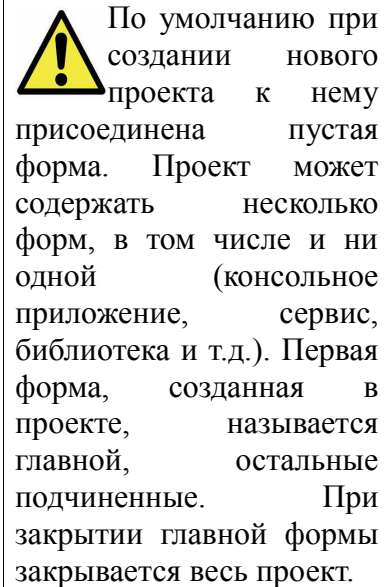 По умолчанию при
создании нового
проекта к нему
присоединена пустая
форма. Проект может
содержать несколько
форм, в том числе и ни
одной (консольное
приложение, сервис,
библиотека и т.д.). Первая
форма, созданная в
проекте, называется
главной, остальные
подчиненные. При
закрытии главной формы
закрывается весь проект.